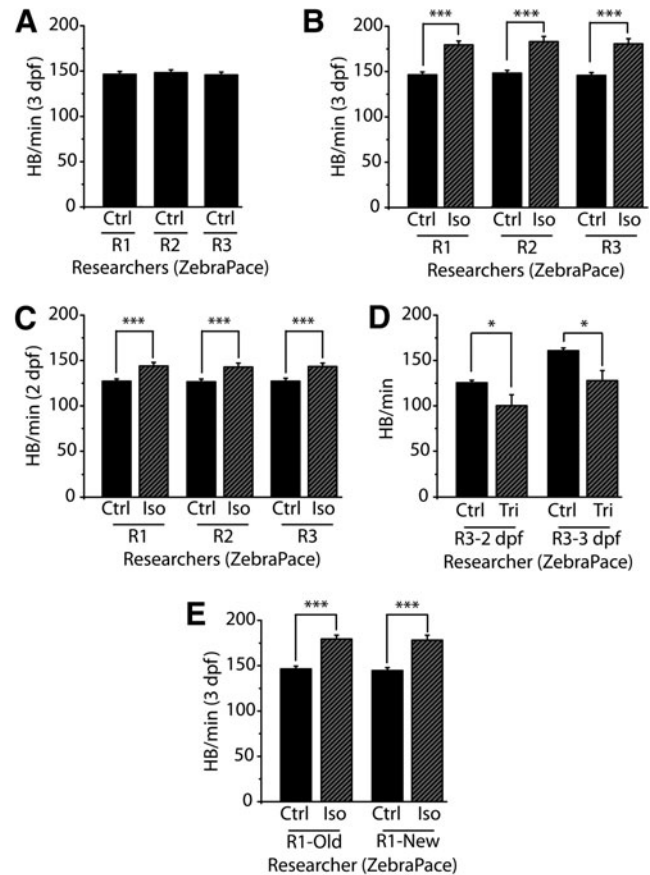 A
HB/min (3 dpf)
200
150
100
50
0
Ctrl Ctrl Ctrl
R1 R2 R3
Researchers (ZebraPace)
B
HB/min (3 dpf)
200
150
100
50
0
*** *** ***
Ctrl Iso Ctrl Iso Ctrl Iso
R1 R2 R3
Researchers (ZebraPace)
C
HB/min (2 dpf)
200
150
100
50
0
*** *** ***
Ctrl Iso Ctrl Iso Ctrl Iso
R1 R2 R3
Researchers (ZebraPace)
D
HB/min
200
150
100
50
0
* *
Ctrl Tri Ctrl Tri
R3-2 dpf R3-3 dpf
Researcher (ZebraPace)
E
HB/min (3 dpf)
200
150
100
50
0
*** ***
Ctrl Iso Ctrl Iso
R1-Old R1-New
Researcher (ZebraPace)